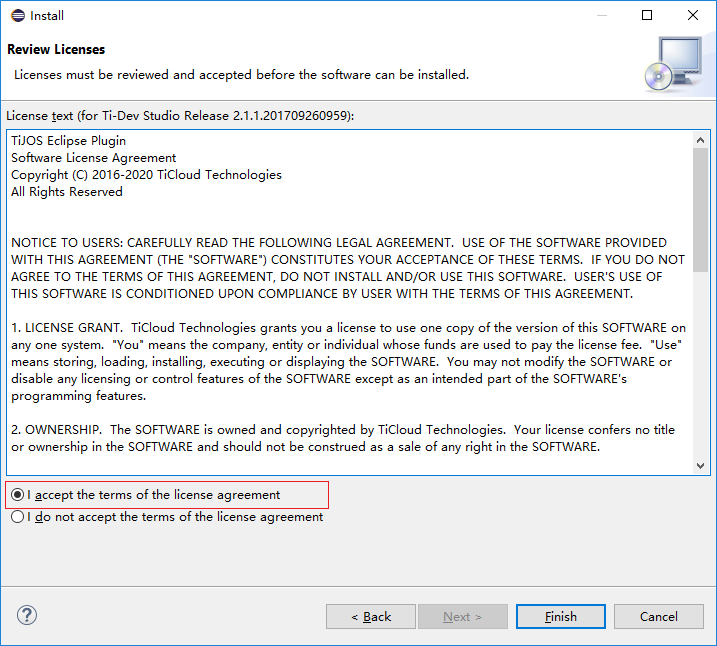 Install
Review Licenses
Licenses must be reviewed and accepted before the software can be installed.
License text (for Ti-Dev Studio Release 2.1.1.201709260959):
TiJOS Eclipse Plugin
Software License Agreement
Copyright (C) 2016-2020 TiCloud Technologies
All Rights Reserved
NOTICE TO USERS: CAREFULLY READ THE FOLLOWING LEGAL AGREEMENT.  USE OF THE SOFTWARE PROVIDED
WITH THIS AGREEMENT (THE "SOFTWARE") CONSTITUTES YOUR ACCEPTANCE OF THESE TERMS.  IF YOU DO NOT
AGREE TO THE TERMS OF THIS AGREEMENT, DO NOT INSTALL AND/OR USE THIS SOFTWARE.  USER'S USE OF
THIS SOFTWARE IS CONDITIONED UPON COMPLIANCE BY USER WITH THE TERMS OF THIS AGREEMENT.
1. LICENSE GRANT.  TiCloud Technologies grants you a license to use one copy of the version of this SOFTWARE on
any one system.  "You" means the company, entity or individual whose funds are used to pay the license fee.  "Use"
means storing, loading, installing, executing or displaying the SOFTWARE.  You may not modify the SOFTWARE or
disable any licensing or control features of the SOFTWARE except as an intended part of the SOFTWARE's
programming features.
2. OWNERSHIP.  The SOFTWARE is owned and copyrighted by TiCloud Technologies.  Your license confers no title
or ownership in the SOFTWARE and should not be construed as a sale of any right in the SOFTWARE.
I accept the terms of the license agreement
I do not accept the terms of the license agreement
?
< Back
Next >
Finish
Cancel